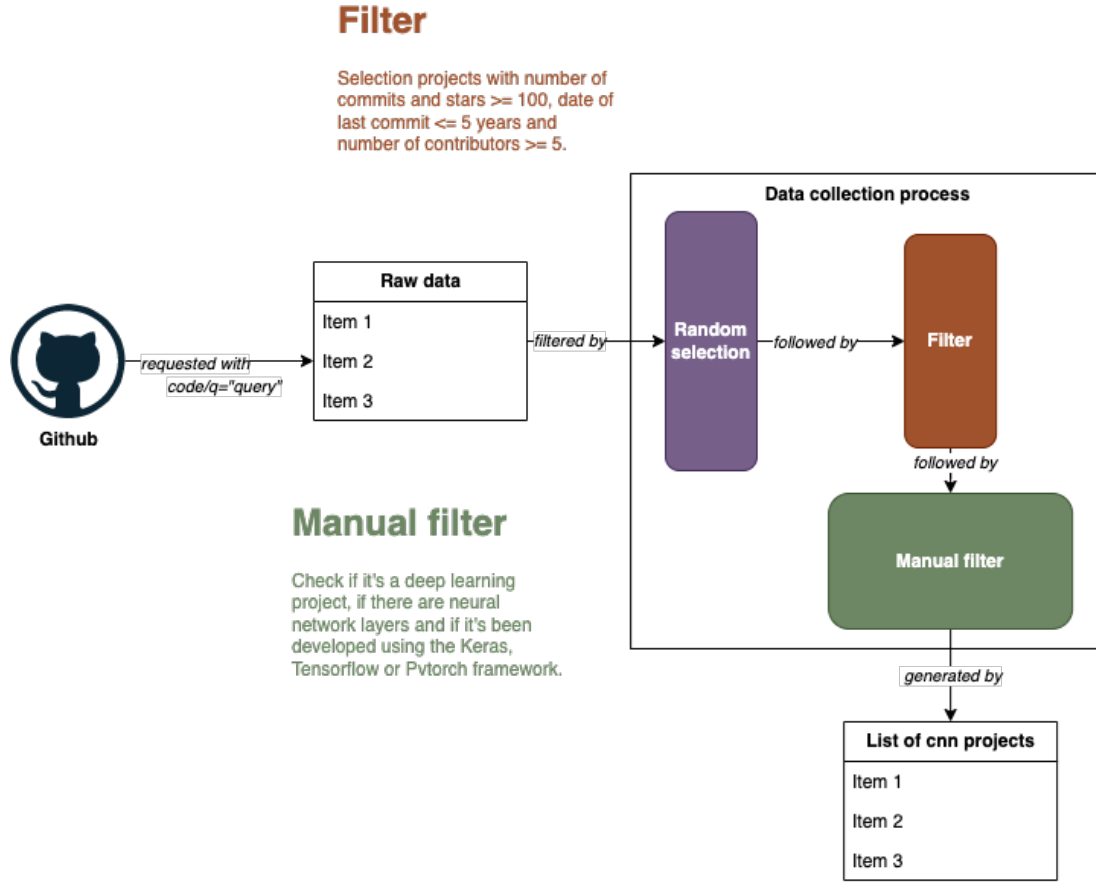 Filter
Selection projects with number of
commits and stars >= 100, date of
last commit <= 5 years and
number of contributors >= 5.
Data collection process
Raw data
Item 1
Item 2
Item 3
requested with
code/q="query"
Github
filtered by
Random
selection
followed by
Filter
followed by
Manual filter
Manual filter
Check if it's a deep learning
project, if there are neural
network layers and if it's been
developed using the Keras,
Tensorflow or Pytorch framework.
generated by
List of cnn projects
Item 1
Item 2
Item 3